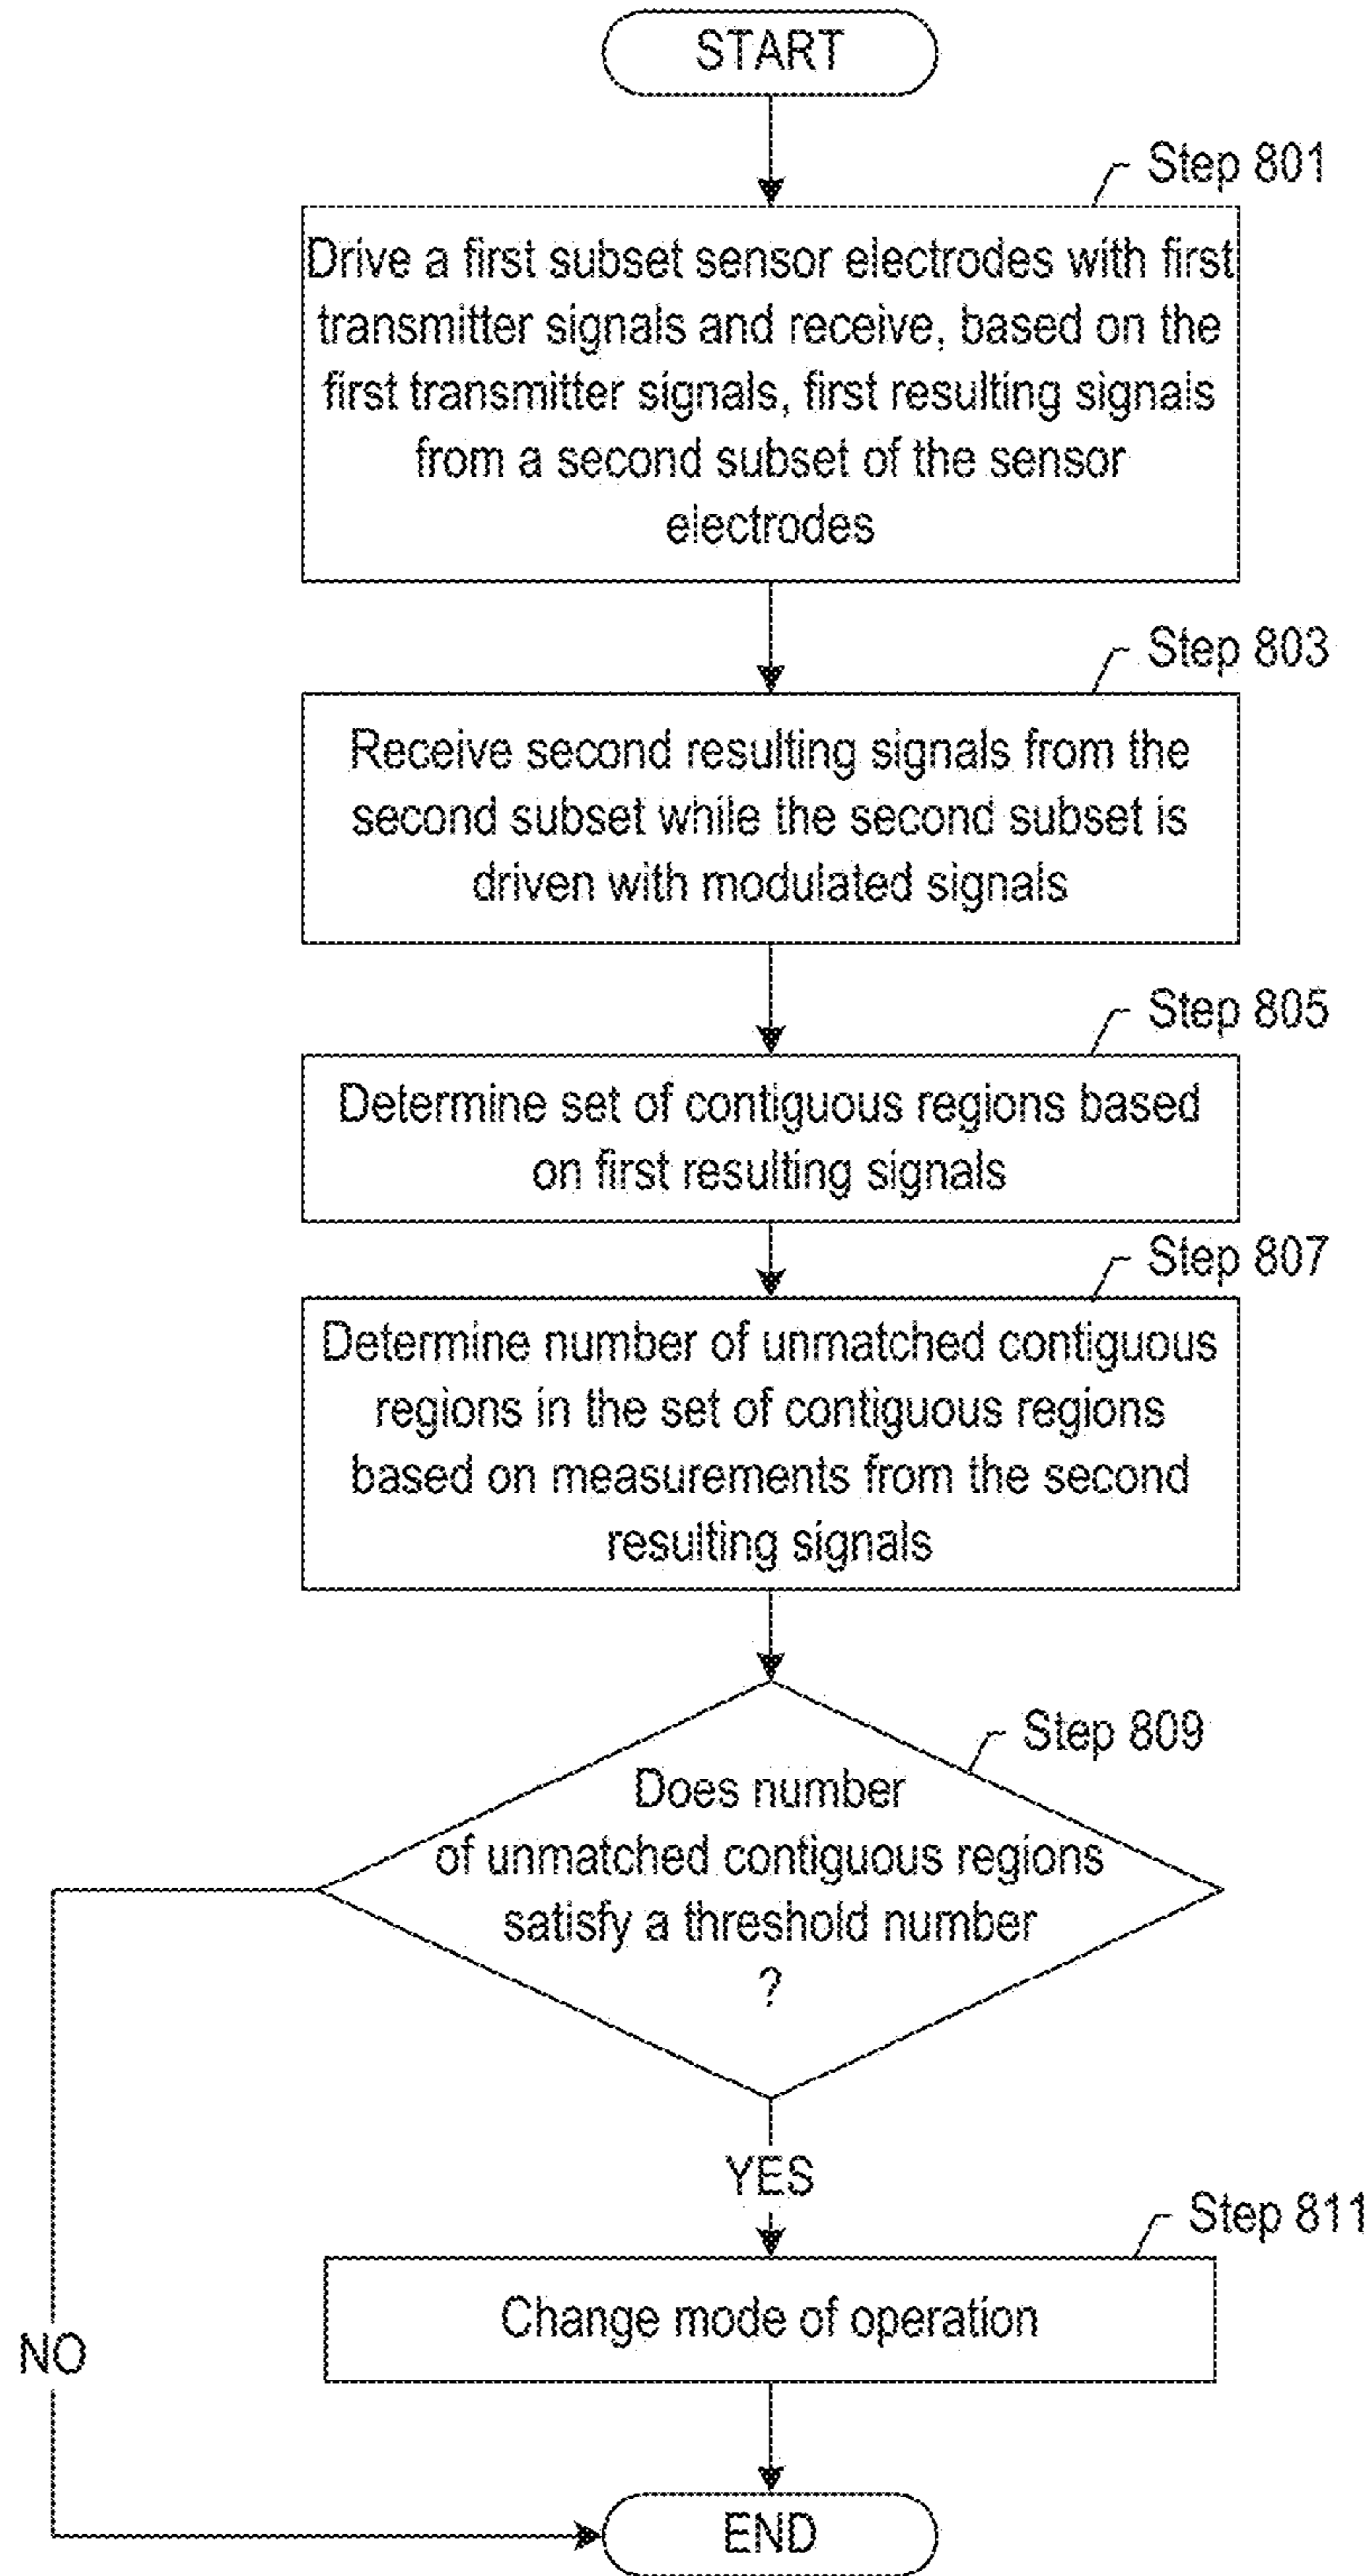 START
Step 801
Drive a first subset sensor electrodes with first
transmitter signals and receive, based on the
first transmitter signals, first resulting signals
from a second subset of the sensor
electrodes
Step 803
Receive second resulting signals from the
second subset while the second subset is
driven with modulated signals
Step 805
Determine set of contiguous regions based
on first resulting signals
Step 807
Determine number of unmatched contiguous
regions in the set of contiguous regions
based on measurements from the second
resulting signals
Step 809
Does number
of unmatched contiguous regions
satisfy a threshold number
?
YES
Step 811
Change mode of operation
NO
END